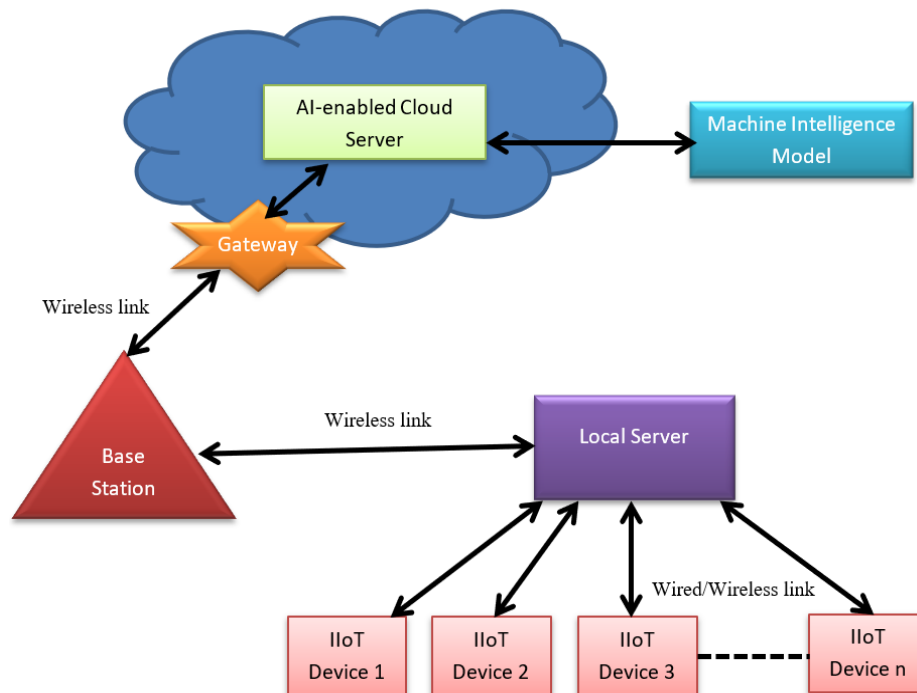 AI-enabled Cloud
Server
Machine Intelligence
Model
Gateway
Wireless link
Wireless link
Local Server
Base
Station
Wired/Wireless link
IIoT
Device 1
IIoT
Device 2
IIoT
Device 3
IIoT
Device n